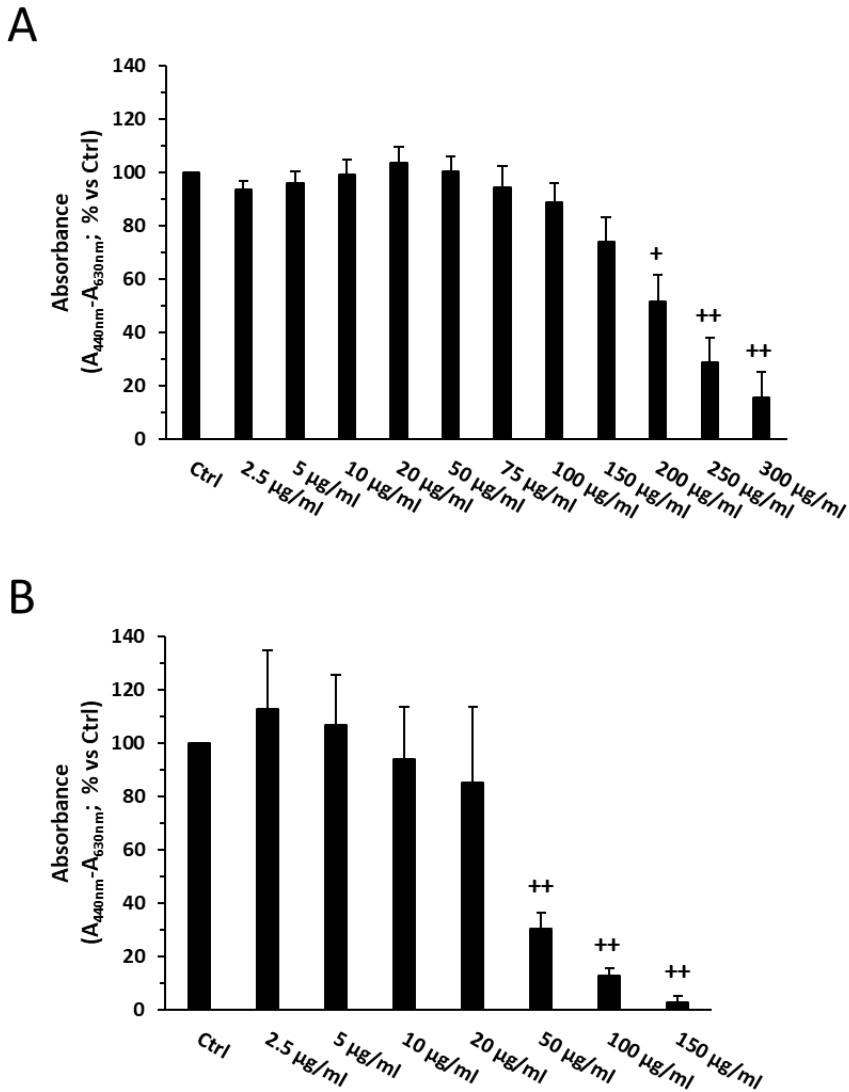 A
140
120
100
80
60
40
20
0
Absorbance
(A440nm-A630nm; % vs Ctrl)
+
++
++
Ctrl
2.5 µg/ml
5 µg/ml
10 µg/ml
20 µg/ml
50 µg/ml
75 µg/ml
100 µg/ml
150 µg/ml
200 µg/ml
250 µg/ml
300 µg/ml
B
140
120
100
80
60
40
20
0
Absorbance
(A440nm-A630nm; % vs Ctrl)
++
++
++
Ctrl
2.5 µg/ml
5 µg/ml
10 µg/ml
20 µg/ml
50 µg/ml
100 µg/ml
150 µg/ml